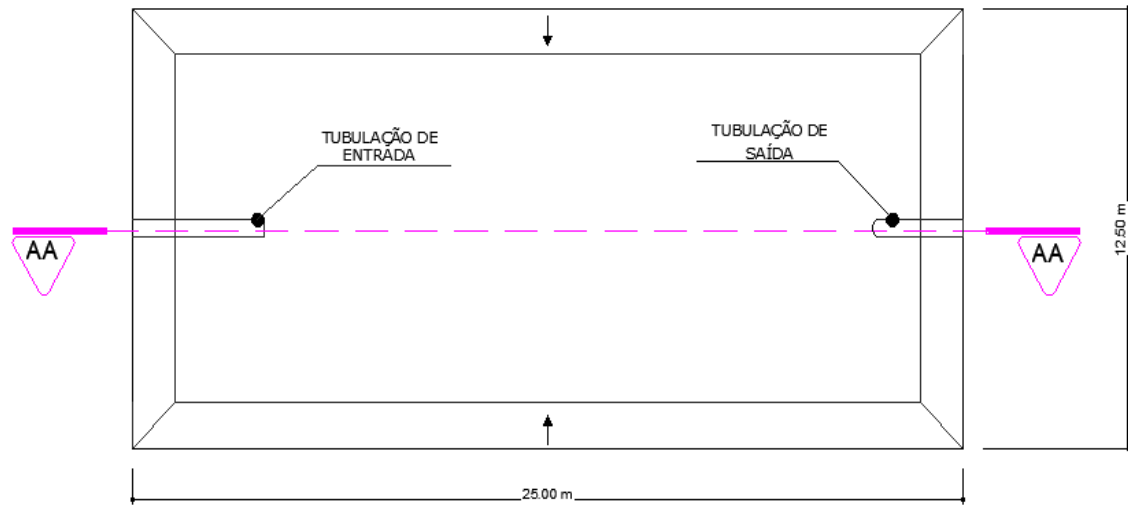 TUBULAÇÃO DE
ENTRADA
TUBULAÇÃO DE
SAÍDA
AA
AA
12.50 m
25.00 m